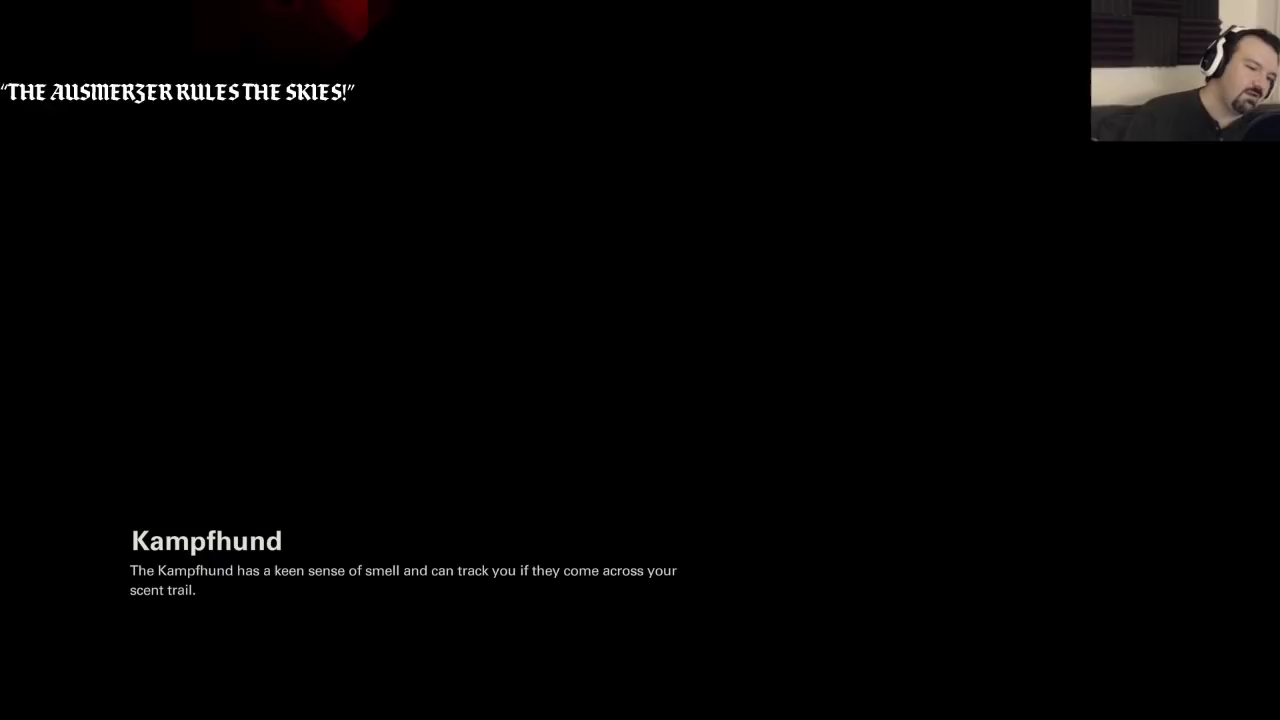 “THE AUSMERZER RULES THE SKIES!”
Kampfhund
The Kampfhund has a keen sense of smell and can track you if they come across your
scent trail.